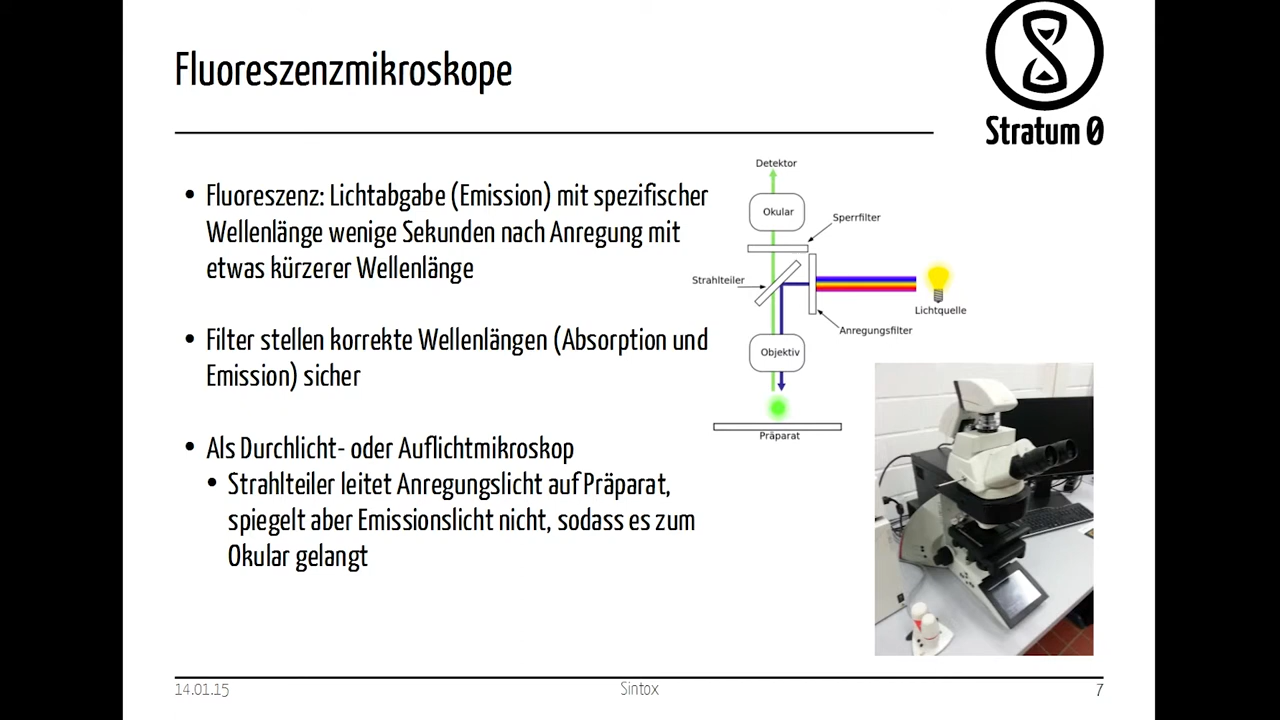 Fluoreszenzmikroskope
Stratum 0
• Fluoreszenz: Lichtabgabe (Emission) mit spezifischer
Wellenlänge wenige Sekunden nach Anregung mit
etwas kürzerer Wellenlänge
• Filter stellen korrekte Wellenlängen (Absorption und
Emission) sicher
• Als Durchlicht- oder Auflichtmikroskop
• Strahlteiler leitet Anregungslicht auf Präparat,
spiegelt aber Emissionslicht nicht, sodass es zum
Okular gelangt
Detektor
Okular
Sperrfilter
Strahlteiler
Lichtquelle
Anregungsfilter
Objektiv
Präparat
14.01.15
Sintox
7